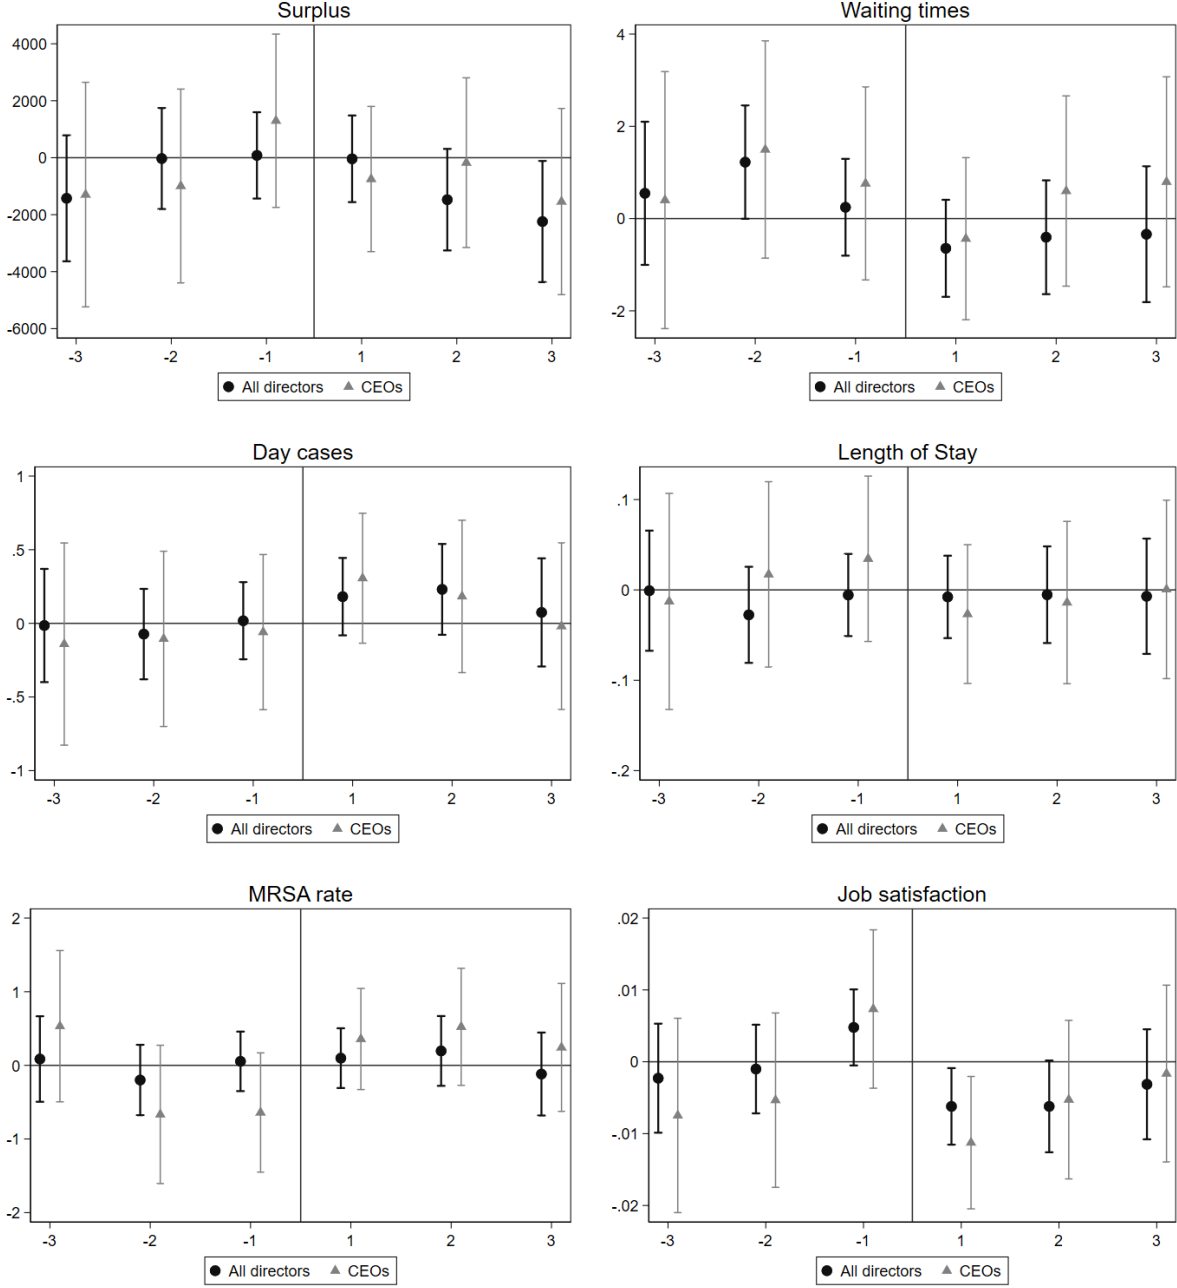 Surplus
4000
2000
0
-2000
-4000
-6000
-3 -2 -1 1 2 3
All directors CEOs
Waiting times
4
2
0
-2
-3 -2 -1 1 2 3
All directors CEOs
Day cases
1
.5
0
-.5
-1
-3 -2 -1 1 2 3
All directors CEOs
Length of Stay
.1
0
-.1
-.2
-3 -2 -1 1 2 3
All directors CEOs
MRSA rate
2
1
0
-1
-2
-3 -2 -1 1 2 3
All directors CEOs
Job satisfaction
.02
.01
0
-.01
-.02
-3 -2 -1 1 2 3
All directors CEOs